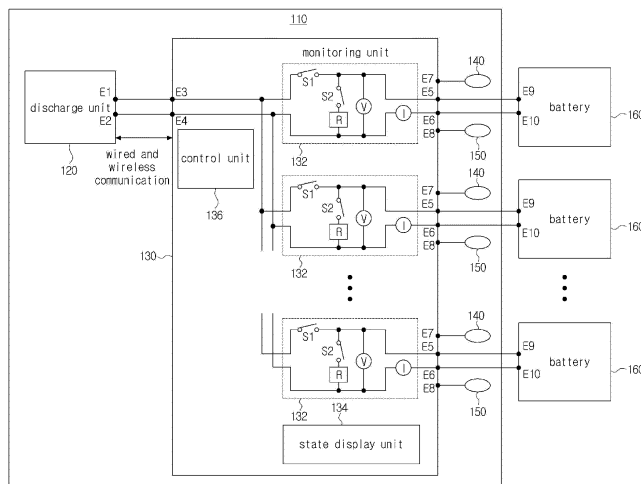 110
monitoring unit
S1
S2
R
V
I
132
E7
E5
E6
E8
140
150
E9
E10
battery
160
discharge unit
E1
E2
120
E3
E4
wired and
wireless
communication
control unit
136
130
S1
S2
R
V
I
132
E7
E5
E6
E8
140
150
E9
E10
battery
160
S1
S2
R
V
I
132
E7
E5
E6
E8
140
150
E9
E10
battery
160
134
state display unit